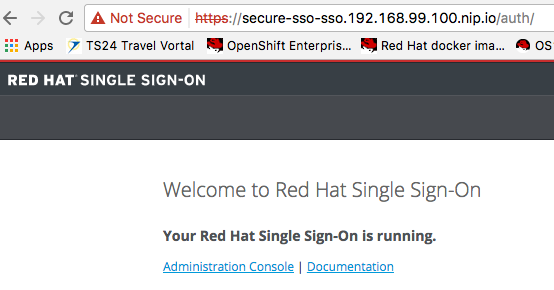 Not Secure https://secure-sso-sso.192.168.99.100.nip.io/auth/
Apps TS24 Travel Vortal OpenShift Enterpris... Red Hat docker ima... OS
RED HAT SINGLE SIGN-ON
Welcome to Red Hat Single Sign-On
Your Red Hat Single Sign-On is running.
Administration Console | Documentation